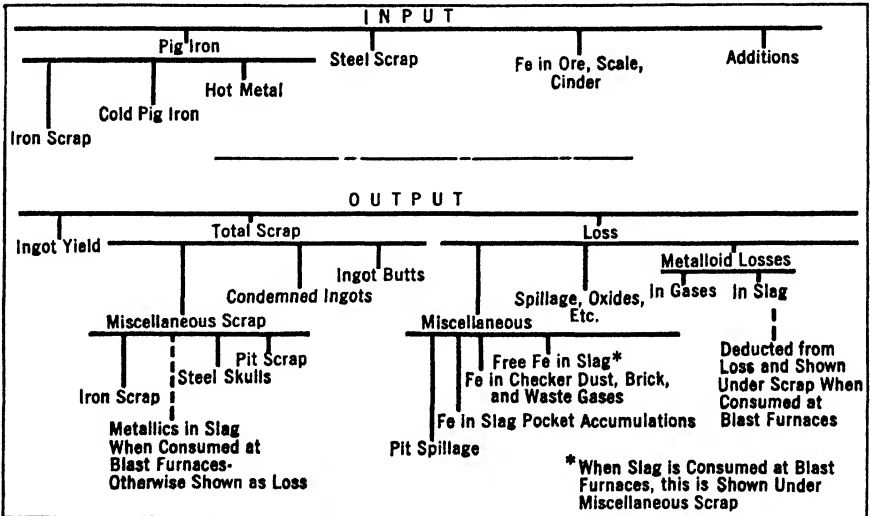 INPUT
Pig Iron
Steel Scrap
Fe in Ore, Scale,
Cinder
Additions
Hot Metal
Cold Pig Iron
Iron Scrap
OUTPUT
Ingot Yield
Total Scrap
Loss
Ingot Butts
Condemned Ingots
Miscellaneous Scrap
Metalloid Losses
In Gases
In Slag
Spillage, Oxides,
Etc.
Miscellaneous
Pit Scrap
Steel Skulls
Iron Scrap
Metallics in Slag
When Consumed at
Blast Furnaces-
Otherwise Shown as Loss
Free Fe in Slag*
Fe in Checker Dust, Brick,
and Waste Gases
Fe in Slag Pocket Accumulations
Pit Spillage
Deducted from
Loss and Shown
Under Scrap When
Consumed at
Blast Furnaces
*When Slag is Consumed at Blast
Furnaces, this is Shown Under
Miscellaneous Scrap